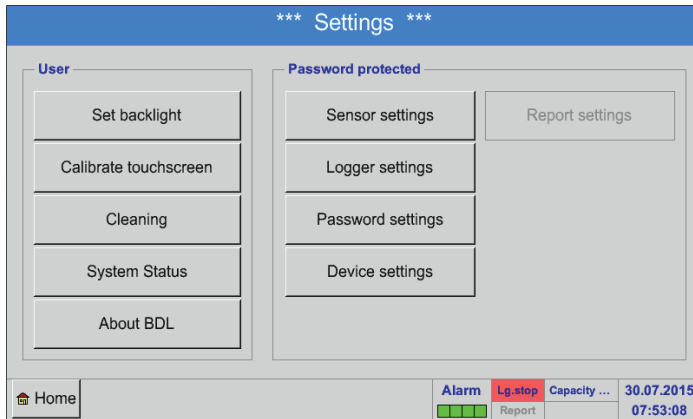 *** Settings ***
User
Set backlight
Calibrate touchscreen
Cleaning
System Status
About BDL
Password protected
Sensor settings
Report settings
Logger settings
Password settings
Device settings
Home
Alarm
Lg.stop
Capacity ...
30.07.2015
Report
07:53:08